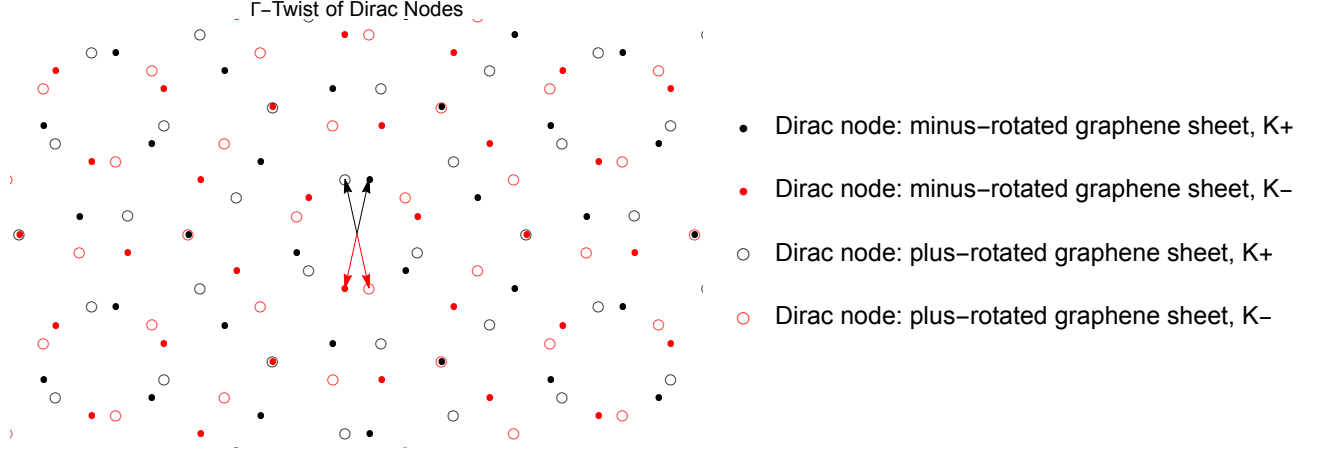 Γ−Twist of Dirac Nodes
Dirac node: minus−rotated graphene sheet, K+
Dirac node: minus−rotated graphene sheet, K−
Dirac node: plus−rotated graphene sheet, K+
Dirac node: plus−rotated graphene sheet, K−